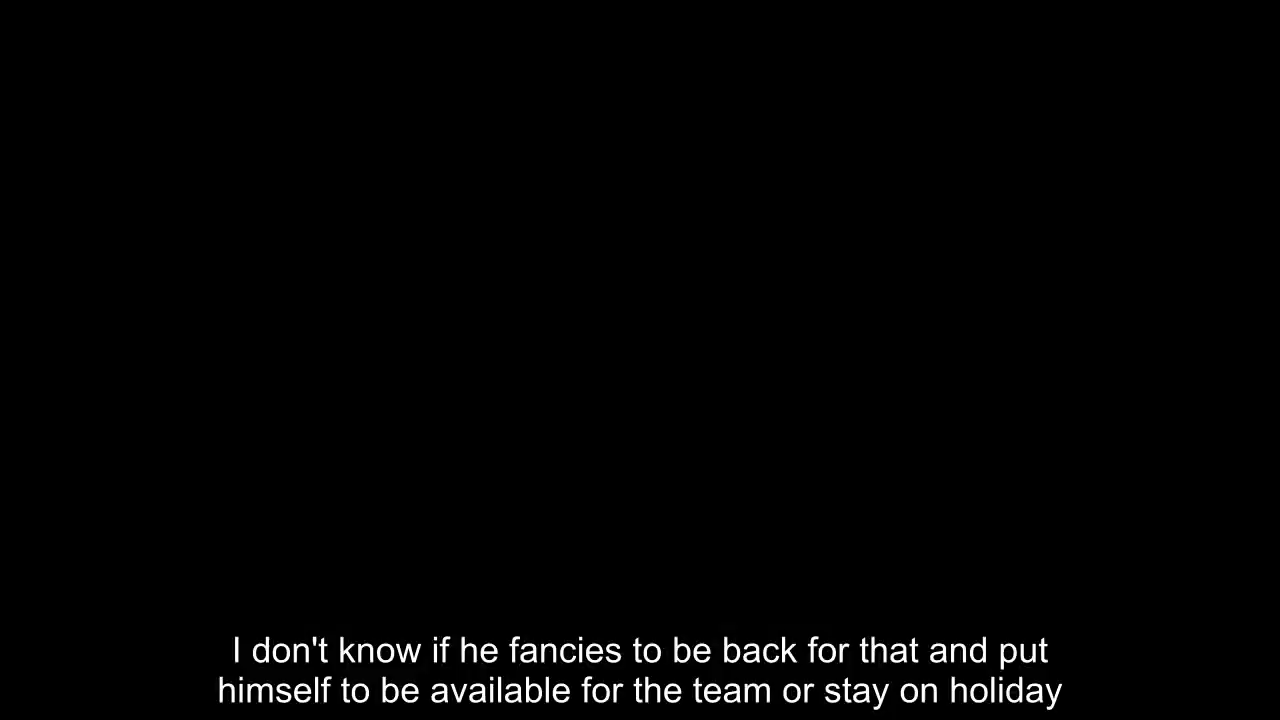 I don't know if he fancies to be back for that and put
himself to be available for the team or stay on holiday